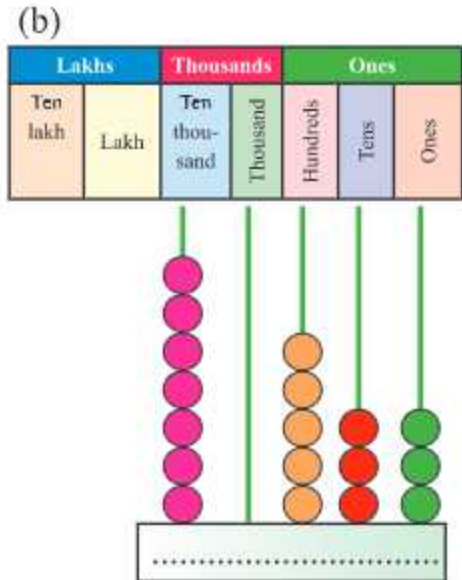 (b)
Lakhs Thousands Ones
Ten lakh Lakh Ten thou-sand Thousand Hundreds Tens Ones